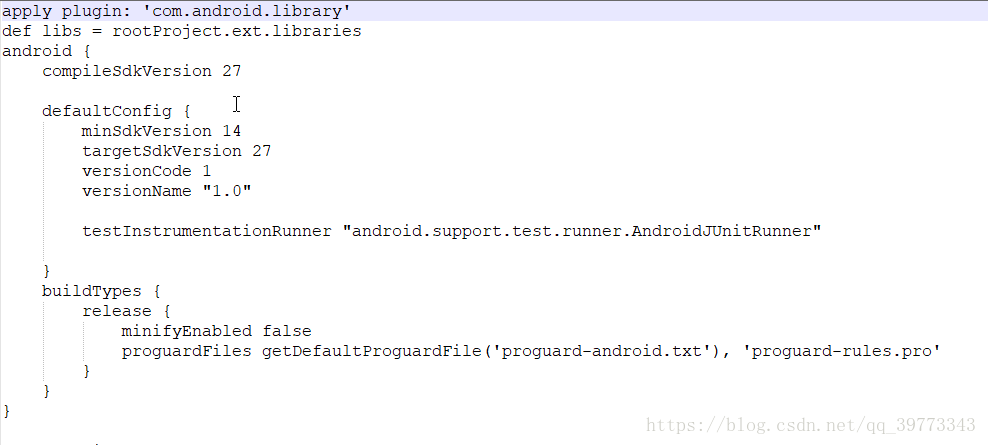 apply plugin: 'com.android.library'
def libs = rootProject.ext.libraries
android {
    compileSdkVersion 27
    defaultConfig {
        minSdkVersion 14
        targetSdkVersion 27
        versionCode 1
        versionName "1.0"
        testInstrumentationRunner "android.support.test.runner.AndroidJUnitRunner"
    }
    buildTypes {
        release {
            minifyEnabled false
            proguardFiles getDefaultProguardFile('proguard-android.txt'), 'proguard-rules.pro'
        }
    }
}
https://blog.csdn.net/qq_39773343